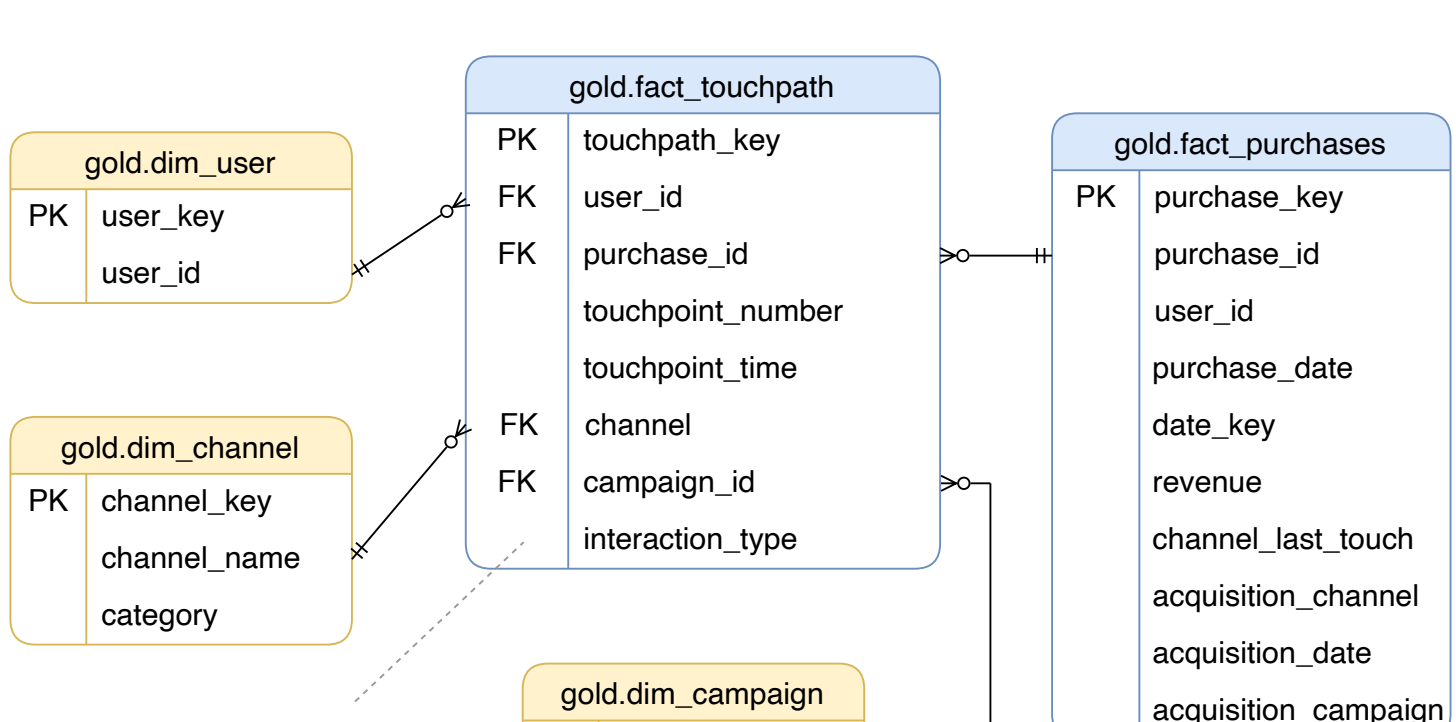 gold.dim_user
PK user_key
user_id
gold.dim_channel
PK channel_key
channel_name
category
gold.fact_touchpath
PK touchpath_key
FK user_id
FK purchase_id
touchpoint_number
touchpoint_time
FK channel
FK campaign_id
interaction_type
gold.dim_campaign
gold.fact_purchases
PK purchase_key
purchase_id
user_id
purchase_date
date_key
revenue
channel_last_touch
acquisition_channel
acquisition_date
acquisition_campaign